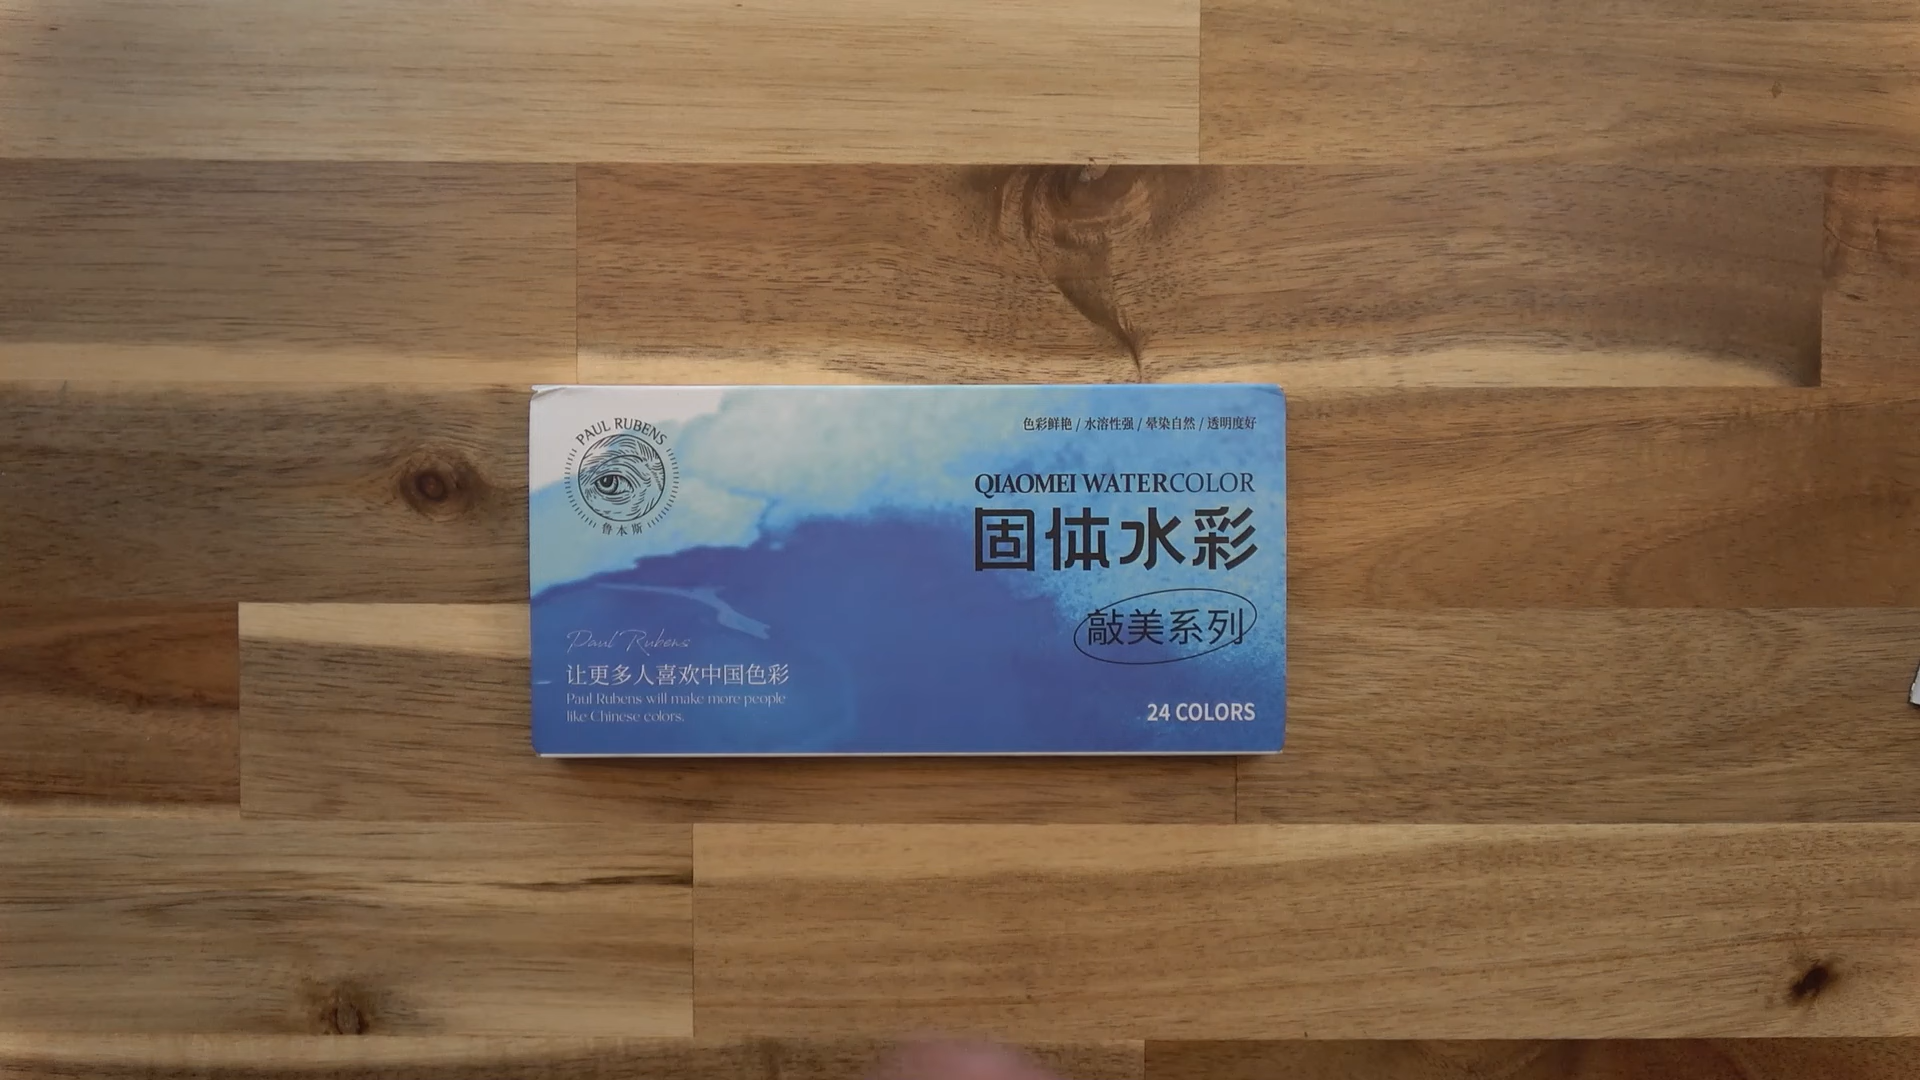 PAUL RUBENS
鲁本斯
色彩鲜艳 / 水溶性强 / 晕染自然 / 透明度好
QIAOMEI WATERCOLOR
固体水彩
敲美系列
Paul Rubens
让更多人喜欢中国色彩
Paul Rubens will make more people
like Chinese colors.
24 COLORS